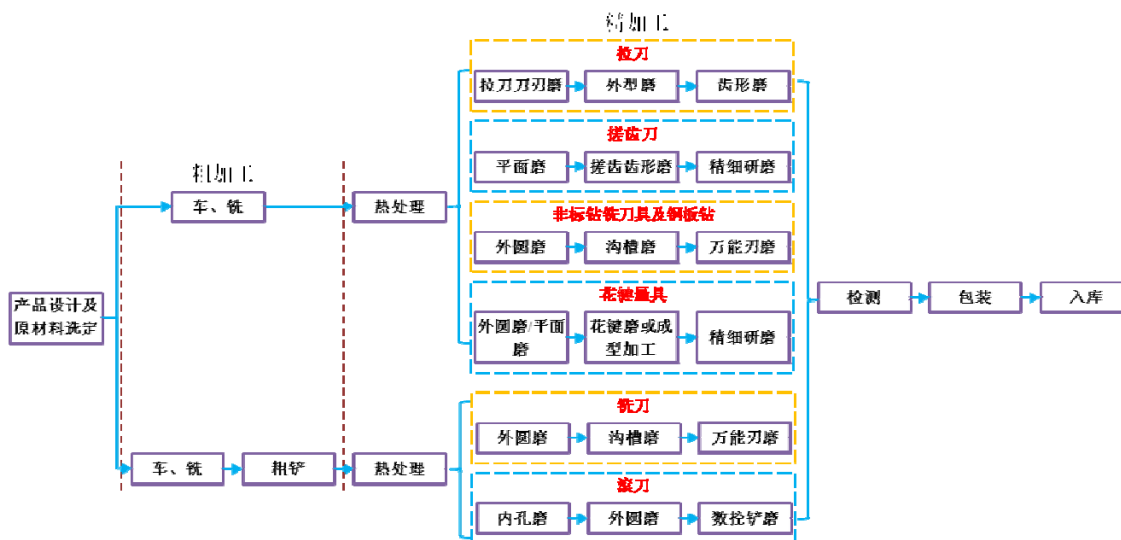 精加工
拉刀
拉刀刀刃磨
外型磨
齿形磨
搓齿刀
平面磨
搓齿齿形磨
精细研磨
粗加工
车、铣
热处理
非标钻铣刀具及钢板钻
外圆磨
沟槽磨
万能刃磨
产品设计及
原材料选定
花键量具
外圆磨/平面
磨
花键磨或成
型加工
精细研磨
检测
包装
入库
铣刀
外圆磨
沟槽磨
万能刃磨
车、铣
粗铲
热处理
滚刀
内孔磨
外圆磨
数控铲磨